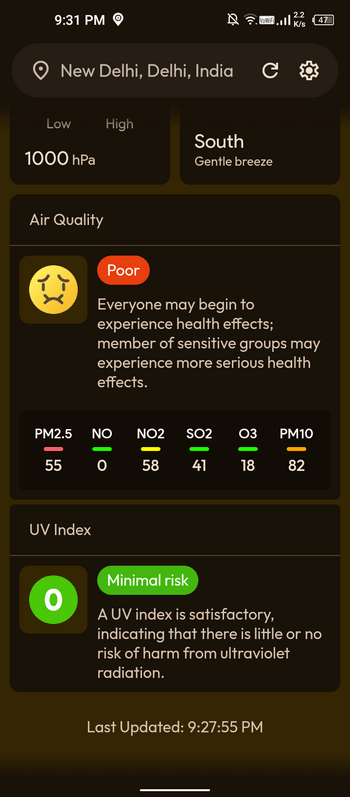 9:31 PM
VoWiFi 2.2 K/s 47
New Delhi, Delhi, India
Low High
1000 hPa
South
Gentle breeze
Air Quality
Poor
Everyone may begin to
experience health effects;
member of sensitive groups may
experience more serious health
effects.
PM2.5 NO NO2 SO2 O3 PM10
55 0 58 41 18 82
UV Index
0
Minimal risk
A UV index is satisfactory,
indicating that there is little or no
risk of harm from ultraviolet
radiation.
Last Updated: 9:27:55 PM